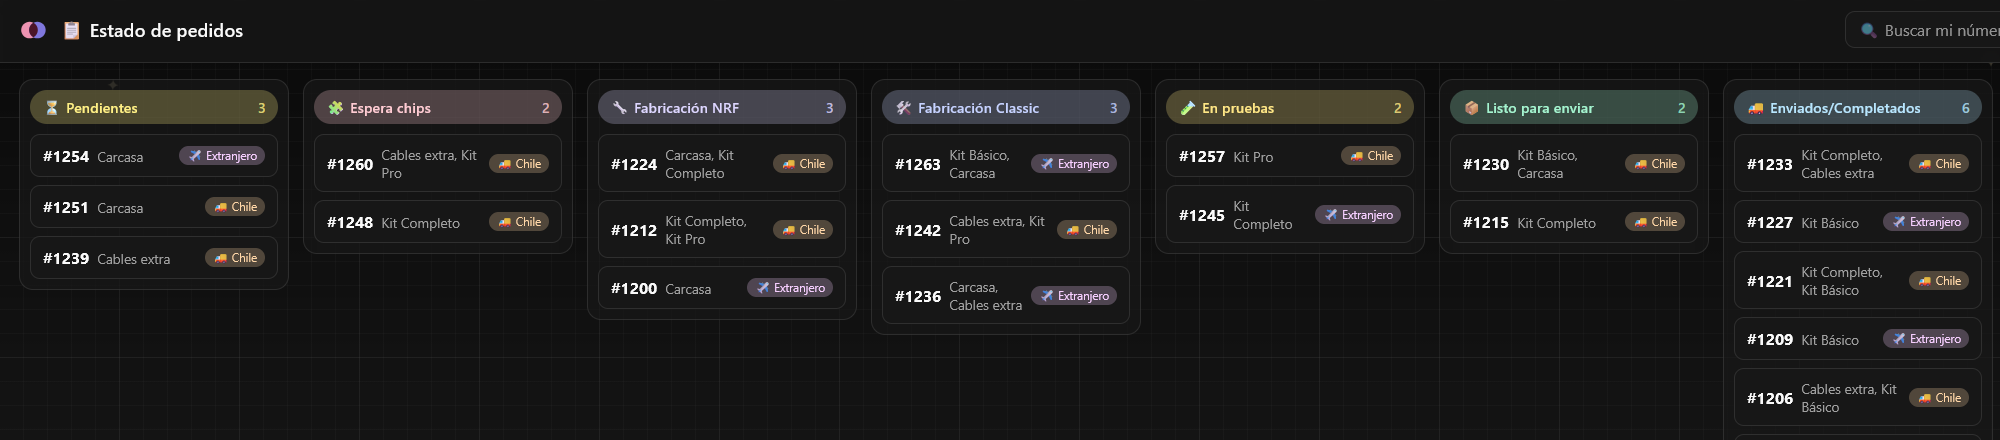 Estado de pedidos
Buscar mi númer
Pendientes 3
#1254 Carcasa Extranjero
#1251 Carcasa Chile
#1239 Cables extra Chile
Espera chips 2
#1260 Cables extra, Kit
Pro
Chile
#1248 Kit Completo Chile
Fabricación NRF 3
#1224 Carcasa, Kit
Completo
Chile
#1212 Kit Completo,
Kit Pro
Chile
#1200 Carcasa Extranjero
Fabricación Classic 3
#1263 Kit Básico,
Carcasa
Extranjero
#1242 Cables extra, Kit
Pro
Chile
#1236 Carcasa,
Cables extra
Extranjero
En pruebas 2
#1257 Kit Pro Chile
#1245 Kit
Completo
Extranjero
Listo para enviar 2
#1230 Kit Básico,
Carcasa
Chile
#1215 Kit Completo Chile
Enviados/Completados 6
#1233 Kit Completo,
Cables extra
Chile
#1227 Kit Básico Extranjero
#1221 Kit Completo,
Kit Básico
Chile
#1209 Kit Básico Extranjero
#1206 Cables extra, Kit
Básico
Chile